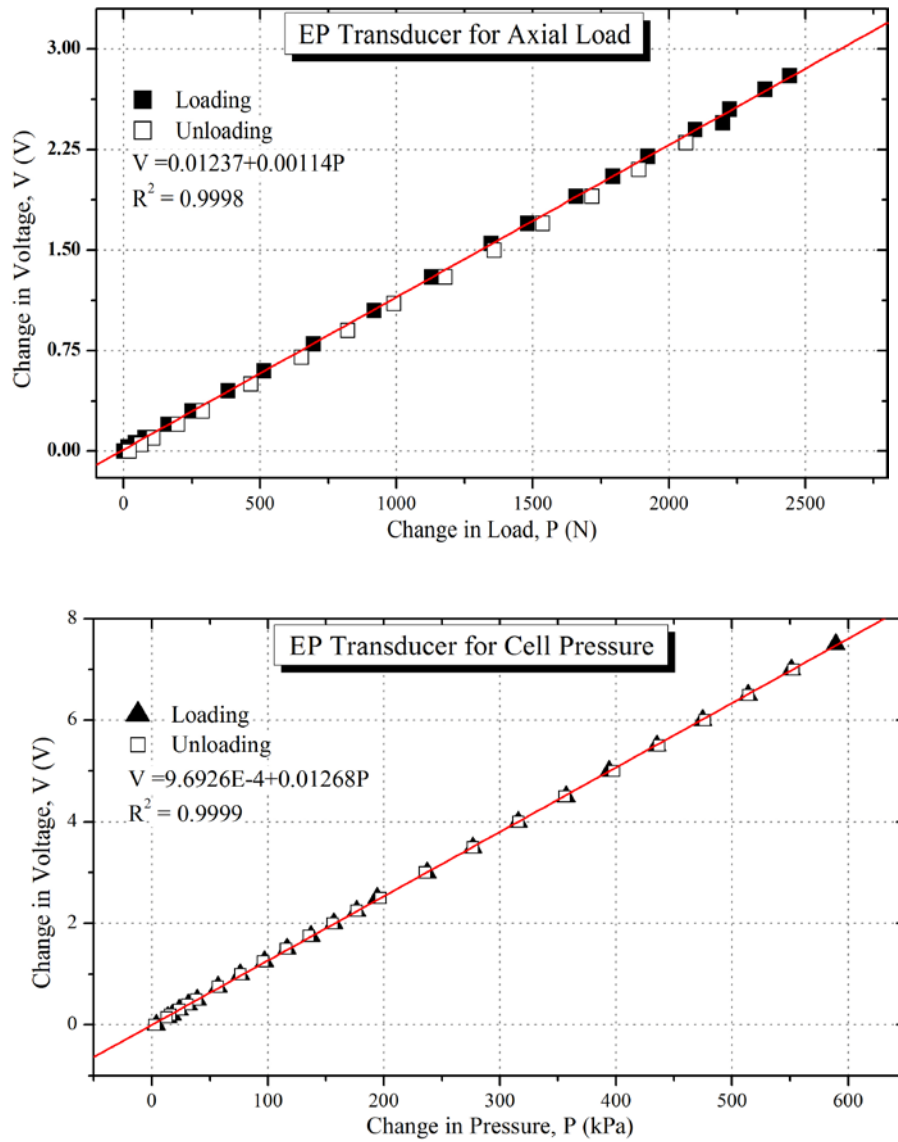 EP Transducer for Axial Load
3.00
2.25
1.50
0.75
0.00
Change in Voltage, V (V)
Loading
Unloading
V =0.01237+0.00114P
R² = 0.9998
0 500 1000 1500 2000 2500
Change in Load, P (N)
EP Transducer for Cell Pressure
8
6
4
2
0
Change in Voltage, V (V)
Loading
Unloading
V =9.6926E-4+0.01268P
R² = 0.9999
0 100 200 300 400 500 600
Change in Pressure, P (kPa)